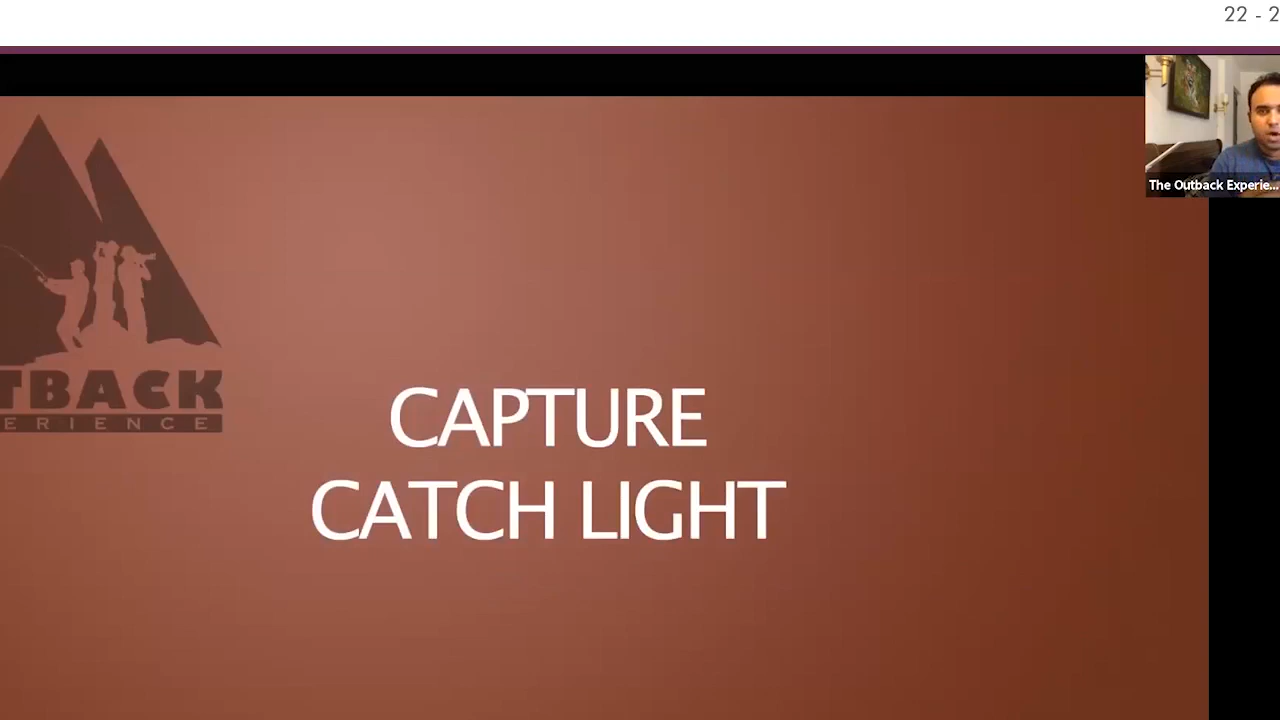 22 - 2
The Outback Experie...
TBACK
ERIENCE
CAPTURE
CATCH LIGHT